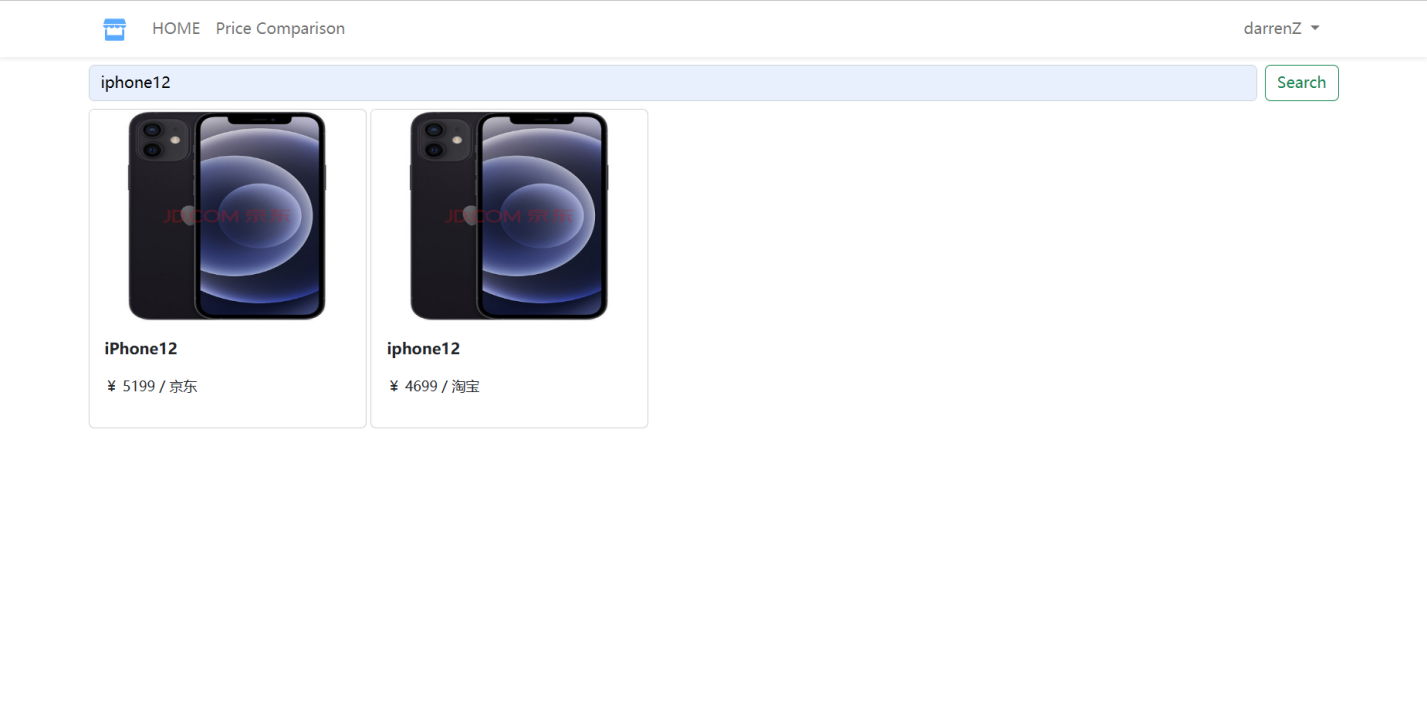 HOME Price Comparison darrenZ
iphone12 Search
JD.COM 京东 JD.COM 京东
iPhone12 iphone12
¥ 5199 / 京东 ¥ 4699 / 淘宝